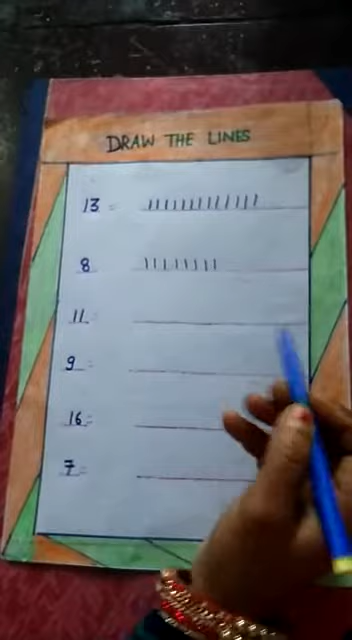 DRAW THE LINES
13 = | | | | | | | | | | | | |
8 | | | | | | | |
11 =
9 =
16 =
7 =